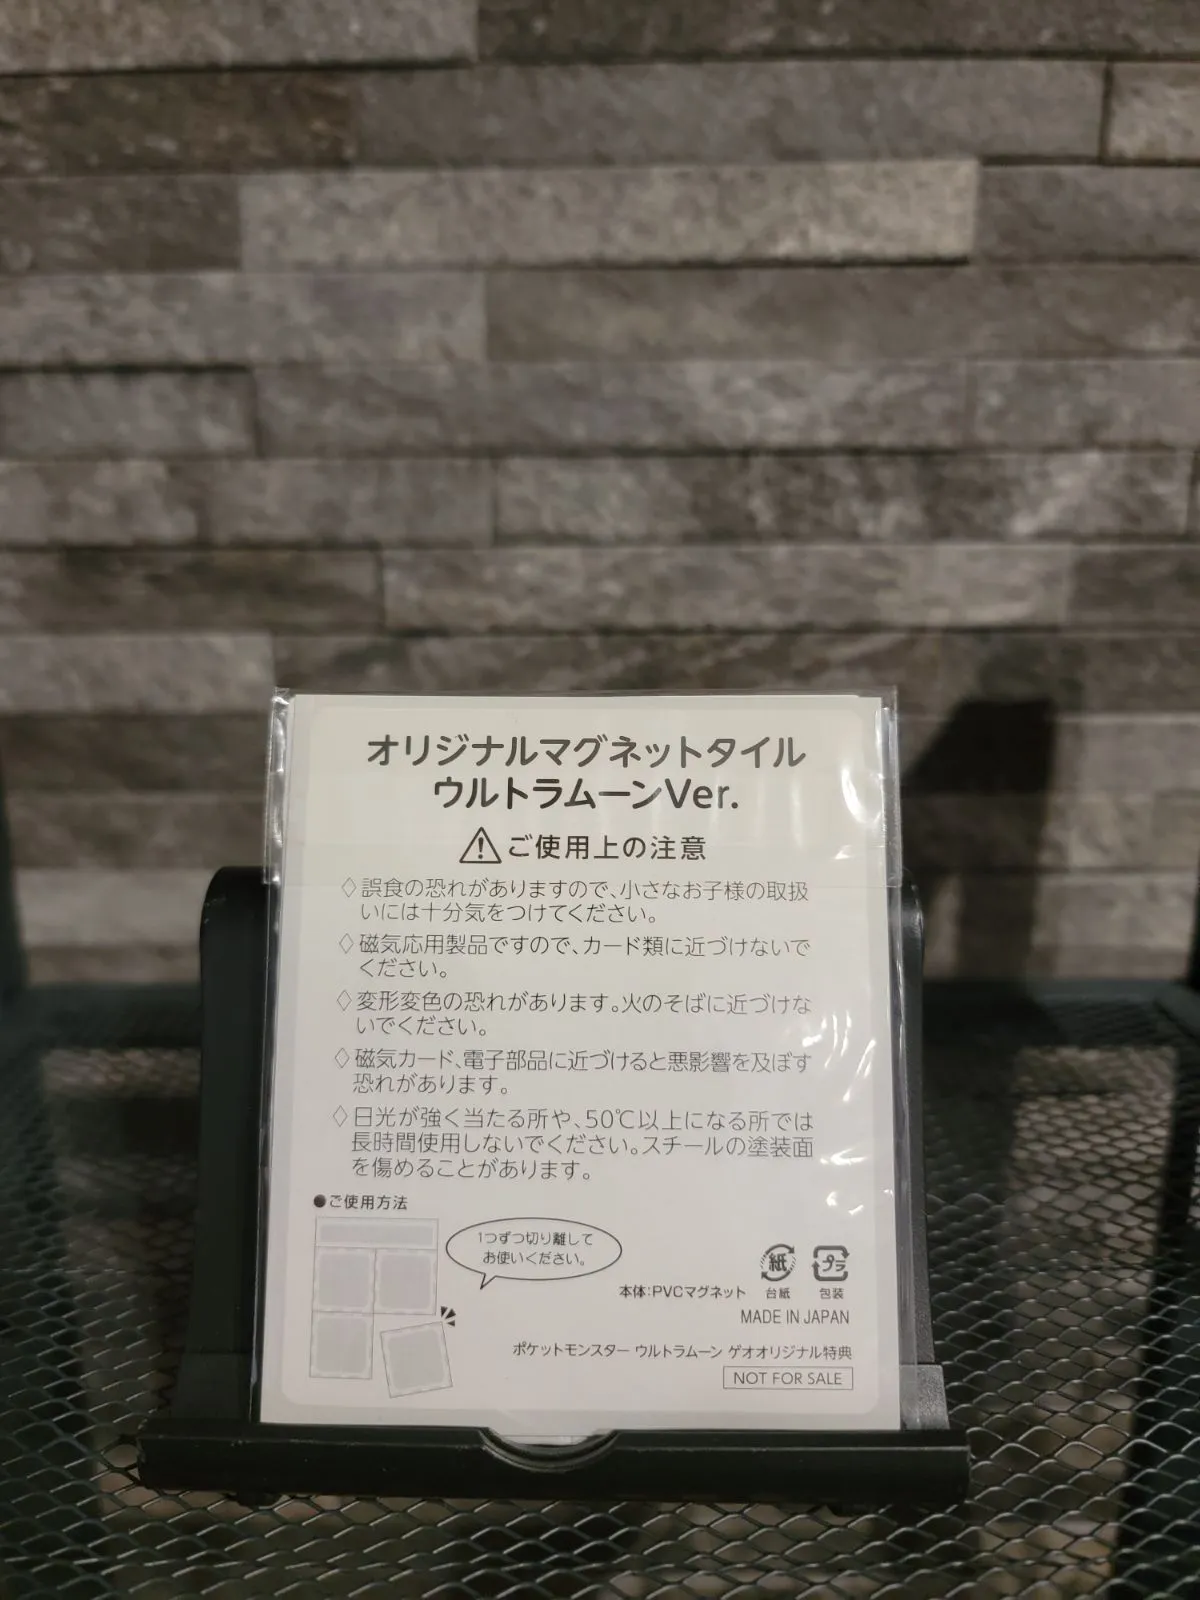 オリジナルマグネットタイル
ウルトラムーンVer.
ご使用上の注意
◇誤食の恐れがありますので、小さなお子様の取扱
いには十分気をつけてください。
◇磁気応用製品ですので、カード類に近づけないで
ください。
◇変形変色の恐れがあります。火のそばに近づけな
いでください。
◇磁気カード、電子部品に近づけると悪影響を及ぼす
恐れがあります。
◇日光が強く当たる所や、50℃以上になる所では
長時間使用しないでください。スチールの塗装面
を傷めることがあります。
●ご使用方法
1つずつ切り離して
お使いください。
紙 プラ
本体:PVCマグネット 台紙 包装
MADE IN JAPAN
ポケットモンスター ウルトラムーン ゲオオリジナル特典
NOT FOR SALE